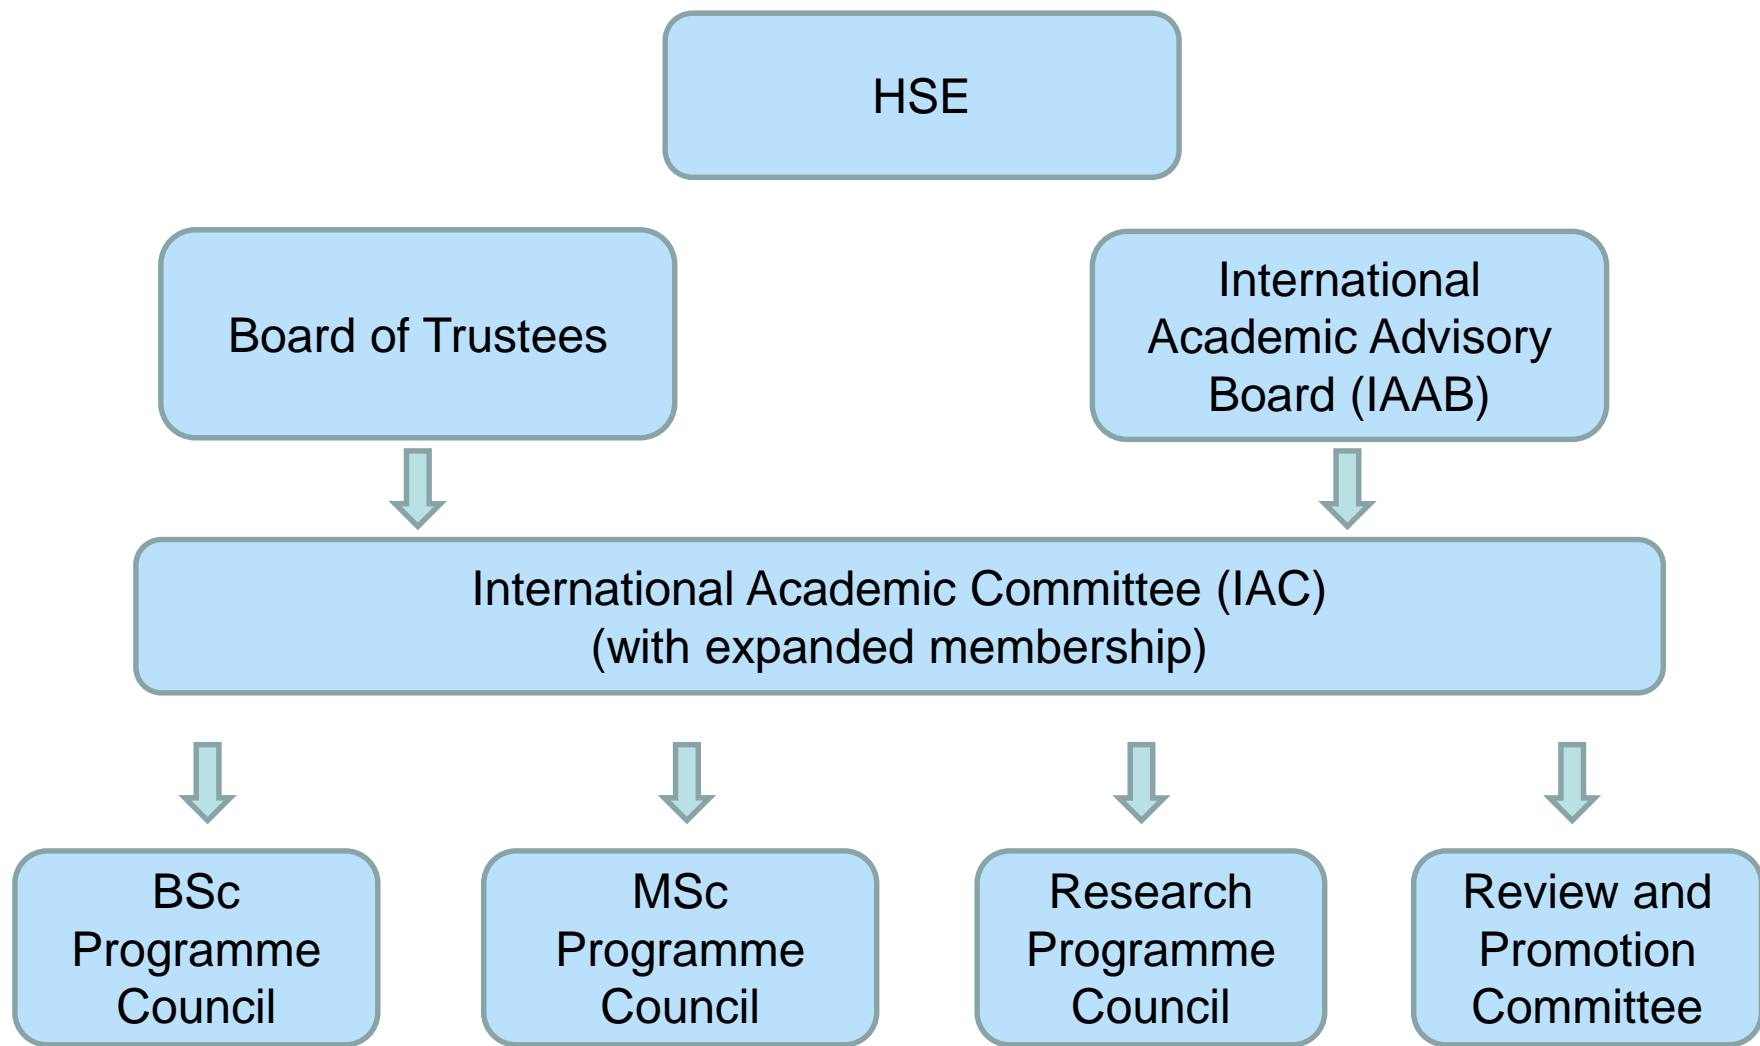 HSE
Board of Trustees
International
Academic Advisory
Board (IAAB)
International Academic Committee (IAC)
(with expanded membership)
BSc
Programme
Council
MSc
Programme
Council
Research
Programme
Council
Review and
Promotion
Committee